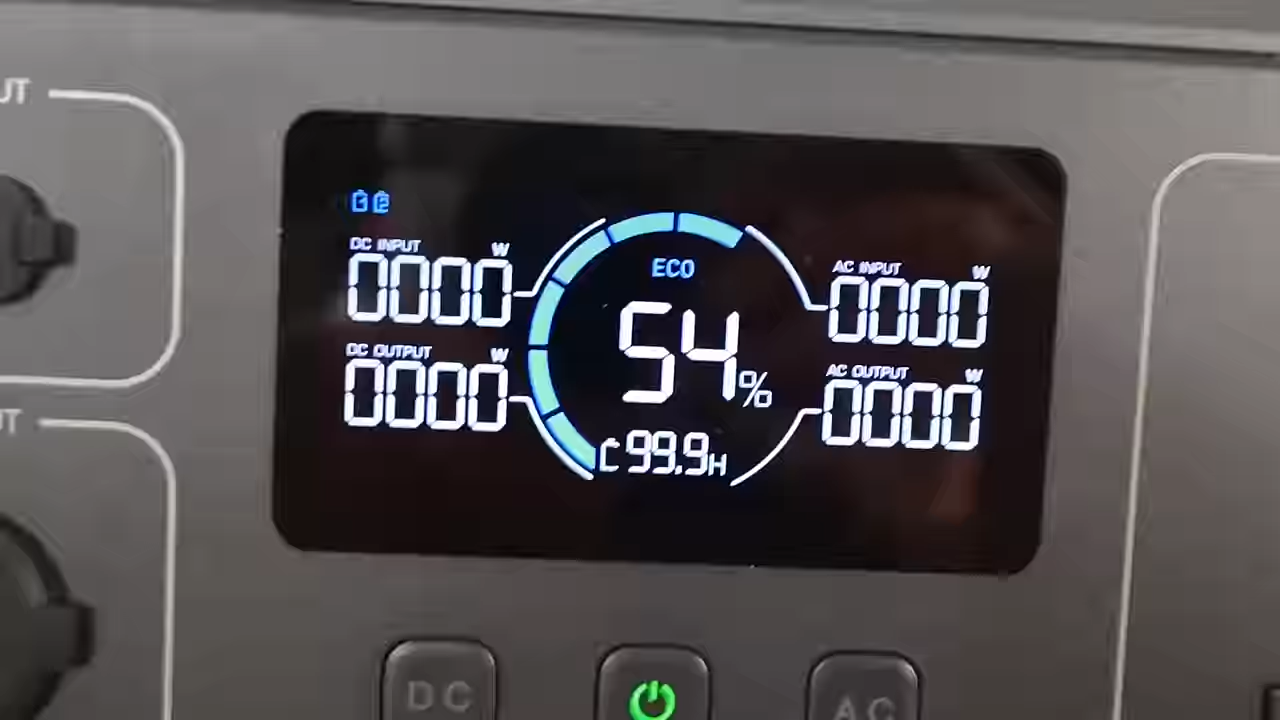 UT
DC INPUT W
0000
DC OUTPUT W
0000
ECO
54%
C 99.9H
AC INPUT W
0000
AC OUTPUT W
0000
UT
DC
AC